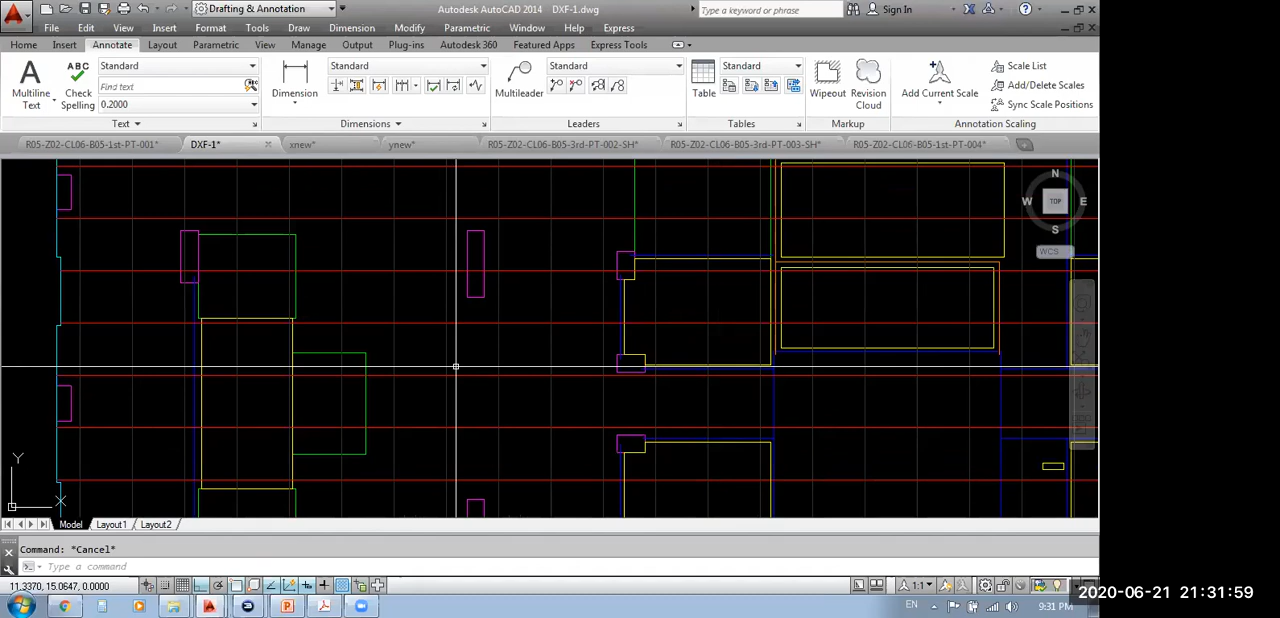 Drafting & Annotation
Autodesk AutoCAD 2014 DXF-1.dwg
Type a keyword or phrase
Sign In
File Edit View Insert Format Tools Draw Dimension Modify Parametric Window Help Express
Home Insert Annotate Layout Parametric View Manage Output Plug-ins Autodesk 360 Featured Apps Express Tools
Multiline Text
ABC Check Spelling
Standard
Find text
0.2000
Dimension
Standard
Multileader
Standard
Table
Standard
Wipeout
Revision Cloud
Add Current Scale
Scale List
Add/Delete Scales
Sync Scale Positions
Text Dimensions Leaders Tables Markup Annotation Scaling
R05-Z02-CL06-B05-1st-PT-001* DXF-1* xnew* ynew* R05-Z02-CL06-B05-3rd-PT-002-SH* R05-Z02-CL06-B05-3rd-PT-003-SH* R05-Z02-CL06-B05-1st-PT-004*
N
W TOP E
S
WCS
Y
X
Model Layout1 Layout2
Command: *Cancel*
Type a command
11.3370, 15.0647, 0.0000
1:1
EN
9:31 PM
2020-06-21 21:31:59